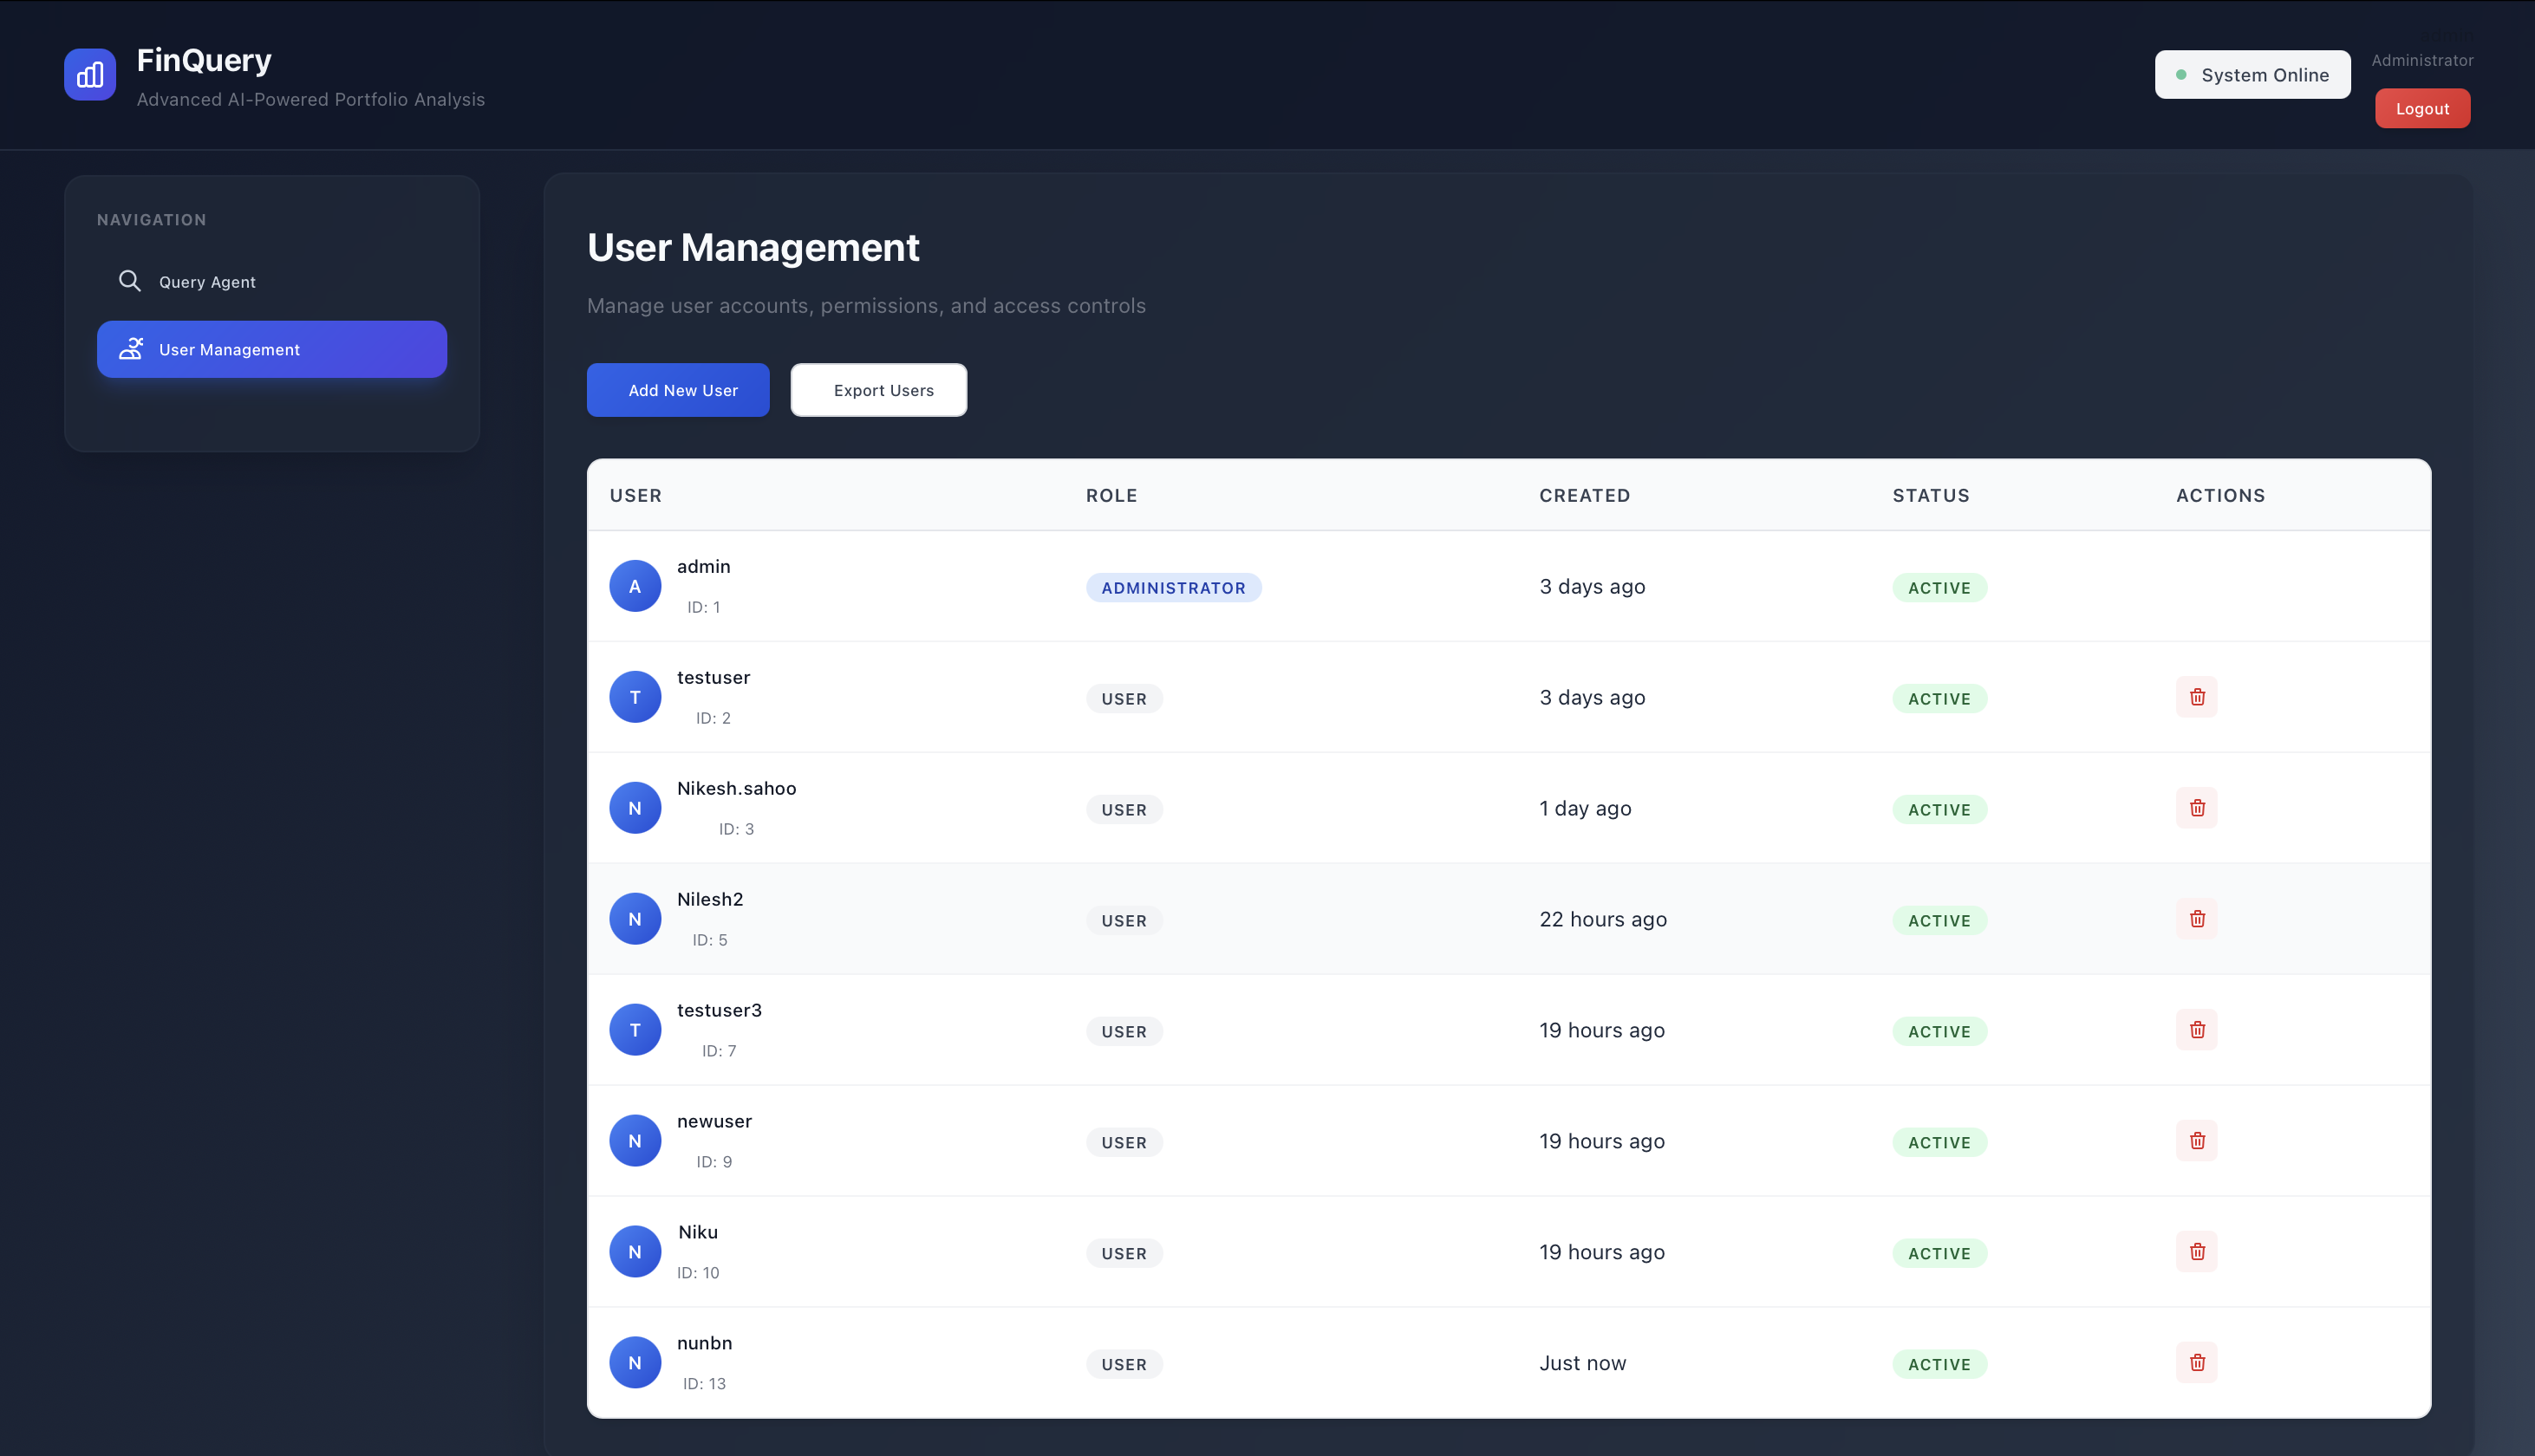 FinQuery
Advanced AI-Powered Portfolio Analysis
System Online
Administrator
Logout
NAVIGATION
Query Agent
User Management
User Management
Manage user accounts, permissions, and access controls
Add New User
Export Users
USER ROLE CREATED STATUS ACTIONS
A admin ID: 1 ADMINISTRATOR 3 days ago ACTIVE
T testuser ID: 2 USER 3 days ago ACTIVE
N Nikesh.sahoo ID: 3 USER 1 day ago ACTIVE
N Nilesh2 ID: 5 USER 22 hours ago ACTIVE
T testuser3 ID: 7 USER 19 hours ago ACTIVE
N newuser ID: 9 USER 19 hours ago ACTIVE
N Niku ID: 10 USER 19 hours ago ACTIVE
N nunbn ID: 13 USER Just now ACTIVE